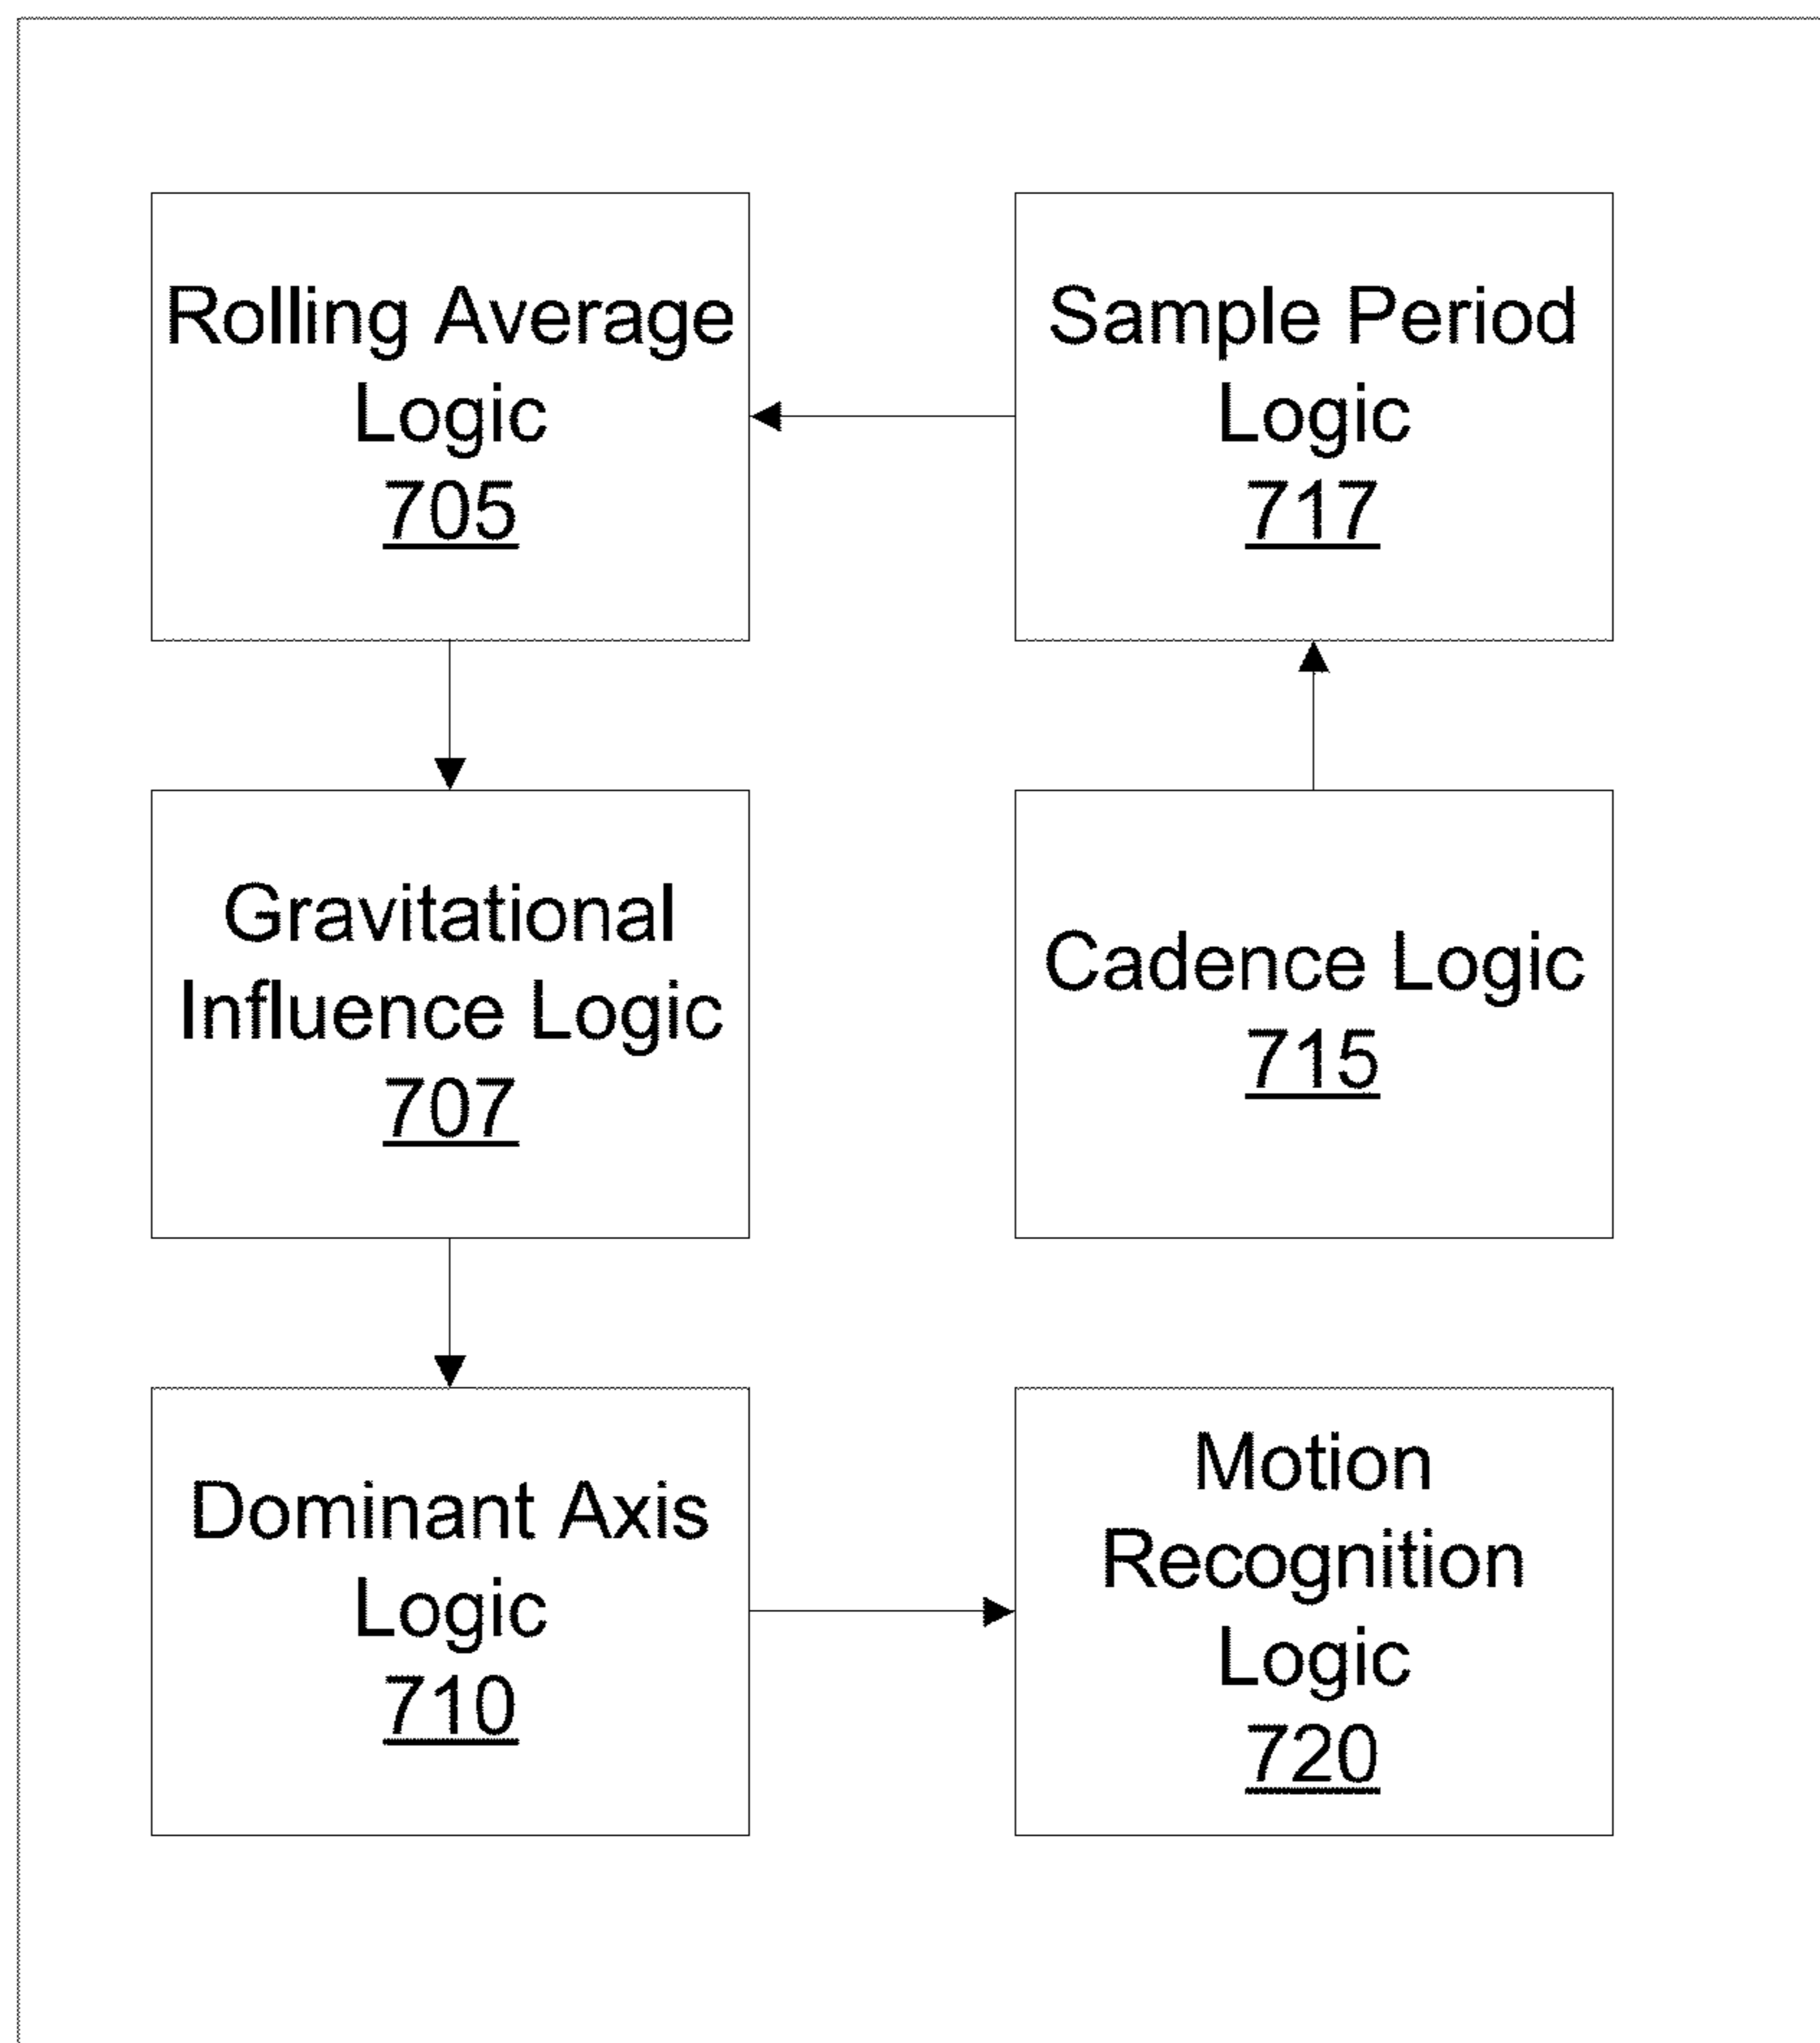 Rolling Average
Logic
705
Sample Period
Logic
717
Gravitational
Influence Logic
707
Cadence Logic
715
Dominant Axis
Logic
710
Motion
Recognition
Logic
720